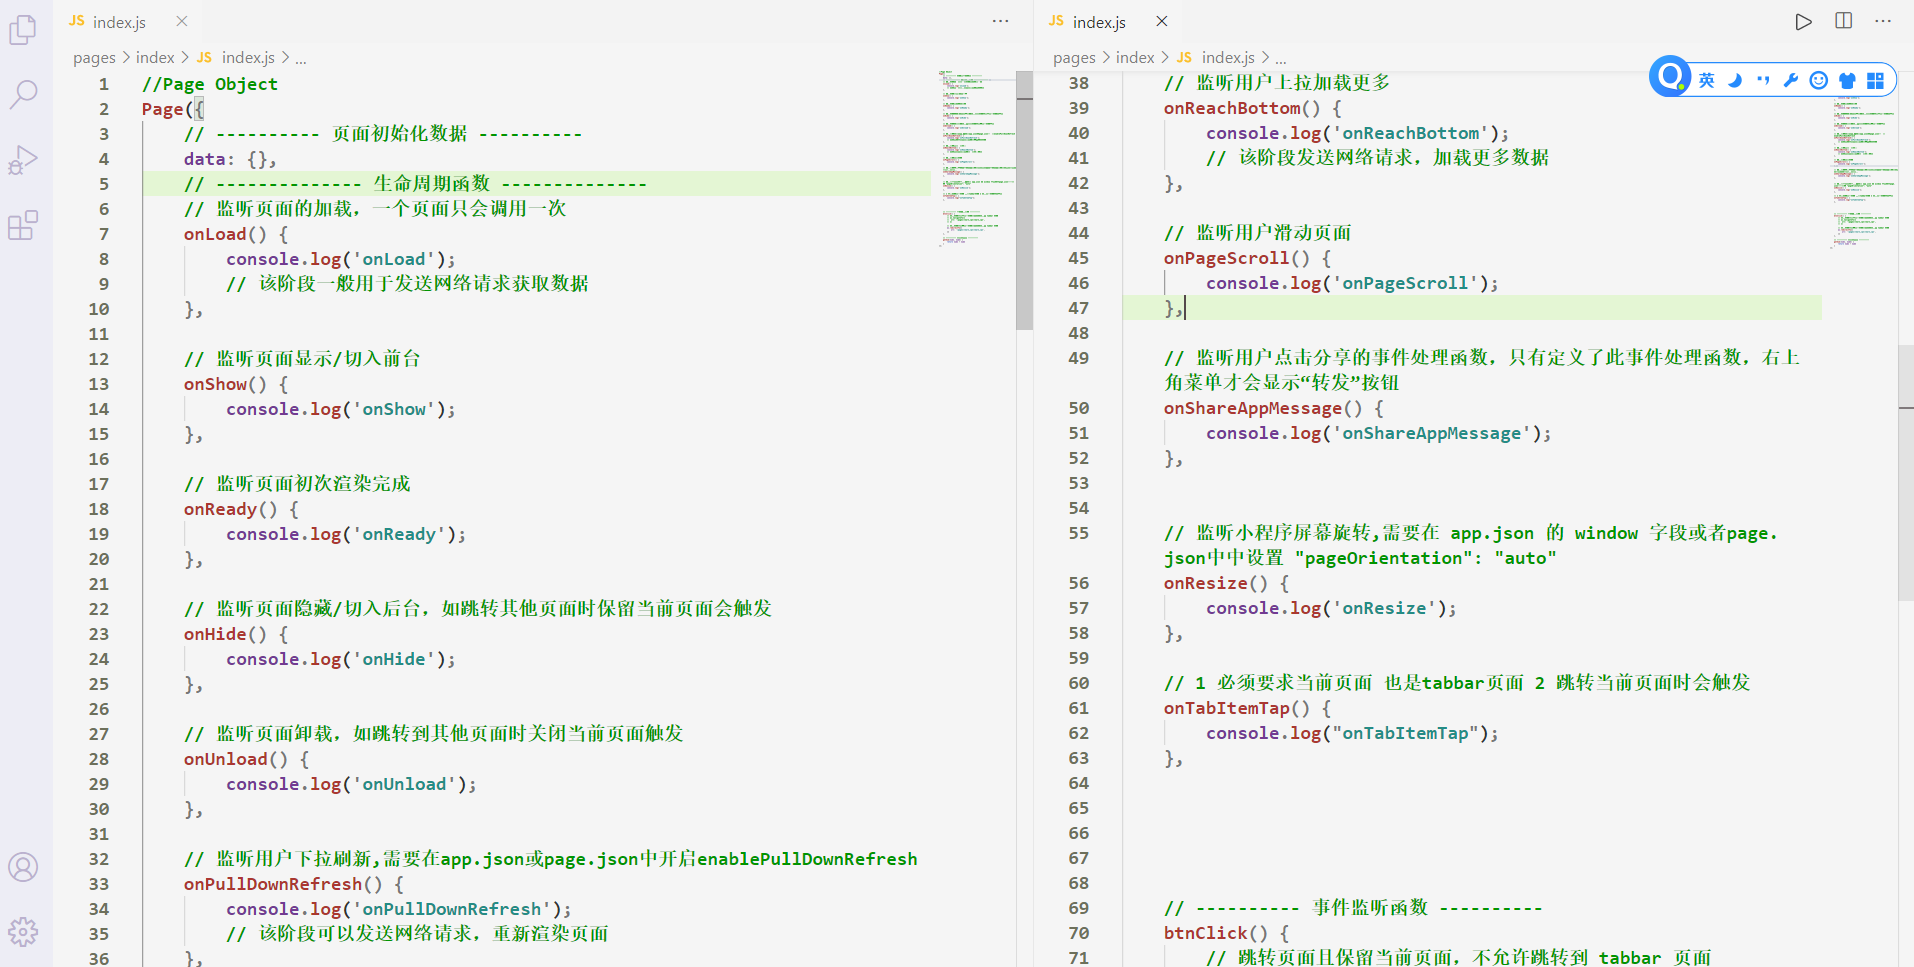 JS index.js ×
pages > index > JS index.js > ...
1 //Page Object
2 Page({
3 // ---------- 页面初始化数据 ----------
4 data: {},
5 // -------------- 生命周期函数 --------------
6 // 监听页面的加载，一个页面只会调用一次
7 onLoad() {
8 console.log('onLoad');
9 // 该阶段一般用于发送网络请求获取数据
10 },
11
12 // 监听页面显示/切入前台
13 onShow() {
14 console.log('onShow');
15 },
16
17 // 监听页面初次渲染完成
18 onReady() {
19 console.log('onReady');
20 },
21
22 // 监听页面隐藏/切入后台，如跳转其他页面时保留当前页面会触发
23 onHide() {
24 console.log('onHide');
25 },
26
27 // 监听页面卸载，如跳转到其他页面时关闭当前页面触发
28 onUnload() {
29 console.log('onUnload');
30 },
31
32 // 监听用户下拉刷新,需要在app.json或page.json中开启enablePullDownRefresh
33 onPullDownRefresh() {
34 console.log('onPullDownRefresh');
35 // 该阶段可以发送网络请求，重新渲染页面
36 },
JS index.js ×
pages > index > JS index.js > ...
英
38 // 监听用户上拉加载更多
39 onReachBottom() {
40 console.log('onReachBottom');
41 // 该阶段发送网络请求，加载更多数据
42 },
43
44 // 监听用户滑动页面
45 onPageScroll() {
46 console.log('onPageScroll');
47 },
48
49 // 监听用户点击分享的事件处理函数，只有定义了此事件处理函数，右上
角菜单才会显示“转发”按钮
50 onShareAppMessage() {
51 console.log('onShareAppMessage');
52 },
53
54
55 // 监听小程序屏幕旋转,需要在 app.json 的 window 字段或者page.
json中中设置 "pageOrientation": "auto"
56 onResize() {
57 console.log('onResize');
58 },
59
60 // 1 必须要求当前页面 也是tabbar页面 2 跳转当前页面时会触发
61 onTabItemTap() {
62 console.log("onTabItemTap");
63 },
64
65
66
67
68
69 // ---------- 事件监听函数 ----------
70 btnClick() {
71 // 跳转页面且保留当前页面，不允许跳转到 tabbar 页面